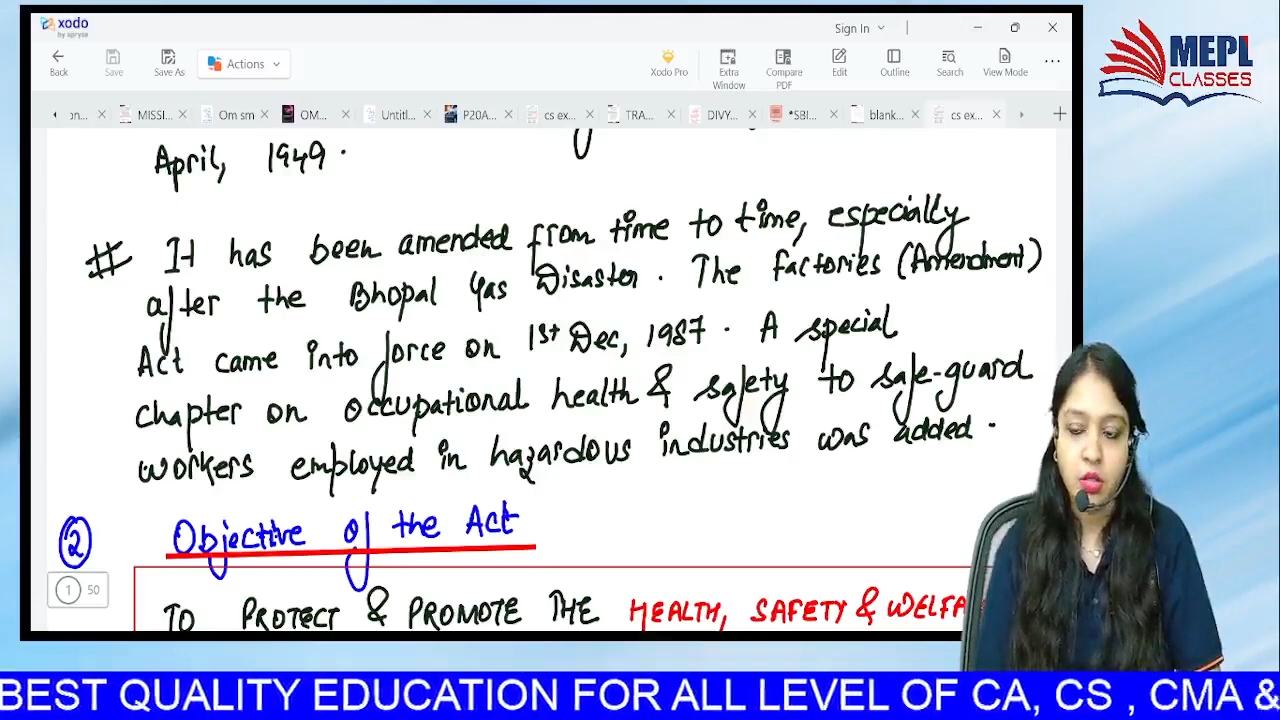 xodo
by apryse
Sign In
Back
Save
Save As
Actions
Xodo Pro
Extra Window
Compare PDF
Edit
Outline
Search
View Mode
MISSI
Om sm
OM...
Untitl...
P20A
cs ex
TRA
DIVY
*SBI
blank
cs ex
MEPL
CLASSES
April, 1949.
# It has been amended from time to time, especially
after the Bhopal Gas Disaster. The Factories (Amendment)
Act came into force on 1st Dec, 1987. A special
chapter on occupational health & safety to safe-guard
workers employed in hazardous industries was added.
2 Objective of the Act
1 50
TO PROTECT & PROMOTE THE HEALTH, SAFETY & WELFA
BEST QUALITY EDUCATION FOR ALL LEVEL OF CA, CS , CMA &